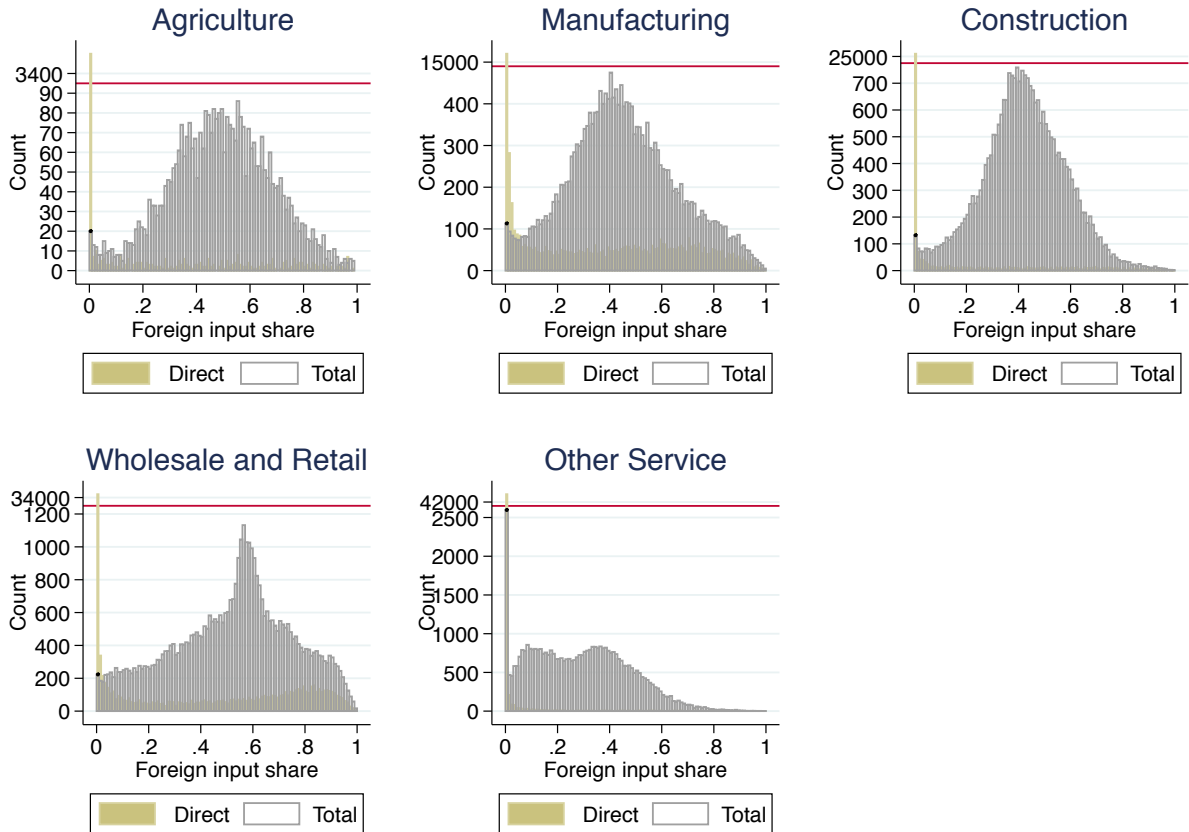 Agriculture
3400
90
80
70
60
50
40
30
20
10
0
Count
0 .2 .4 .6 .8 1
Foreign input share
Direct Total
Manufacturing
15000
400
300
200
100
0
Count
0 .2 .4 .6 .8 1
Foreign input share
Direct Total
Construction
25000
700
600
500
400
300
200
100
0
Count
0 .2 .4 .6 .8 1
Foreign input share
Direct Total
Wholesale and Retail
34000
1200
1000
800
600
400
200
0
Count
0 .2 .4 .6 .8 1
Foreign input share
Direct Total
Other Service
42000
2500
2000
1500
1000
500
0
Count
0 .2 .4 .6 .8 1
Foreign input share
Direct Total